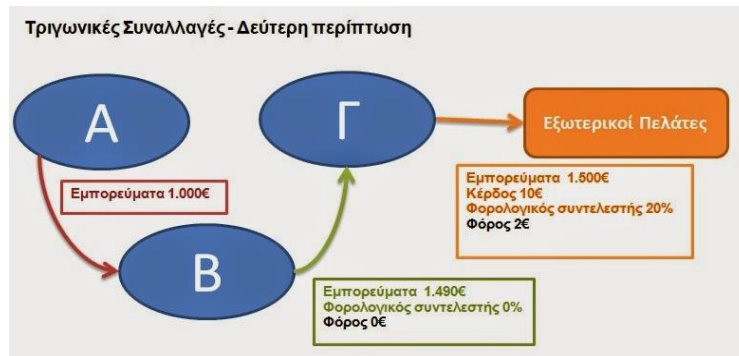 Τριγωνικές Συναλλαγές - Δεύτερη περίπτωση
Α
Γ
Εξωτερικοί Πελάτες
Εμπορεύματα 1.000€
Εμπορεύματα 1.500€
Κέρδος 10€
Φορολογικός συντελεστής 20%
Φόρος 2€
Β
Εμπορεύματα 1.490€
Φορολογικός συντελεστής 0%
Φόρος 0€